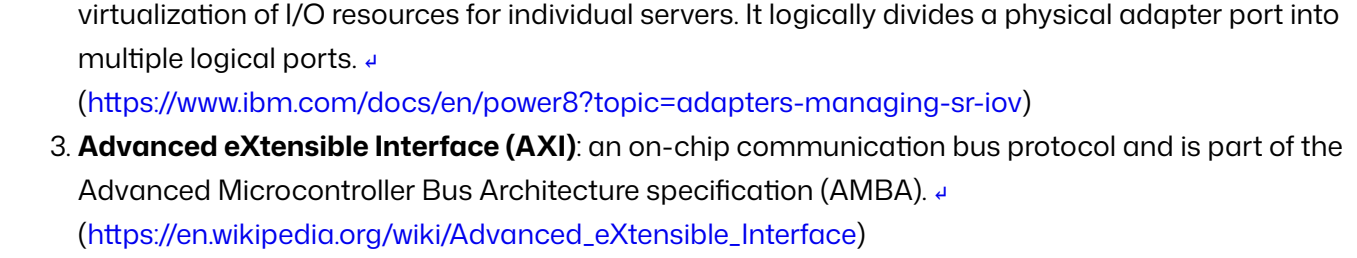 virtualization of I/O resources for individual servers. It logically divides a physical adapter port into
multiple logical ports. ↵
(https://www.ibm.com/docs/en/power8?topic=adapters-managing-sr-iov)
3. Advanced eXtensible Interface (AXI): an on-chip communication bus protocol and is part of the
Advanced Microcontroller Bus Architecture specification (AMBA). ↵
(https://en.wikipedia.org/wiki/Advanced_eXtensible_Interface)